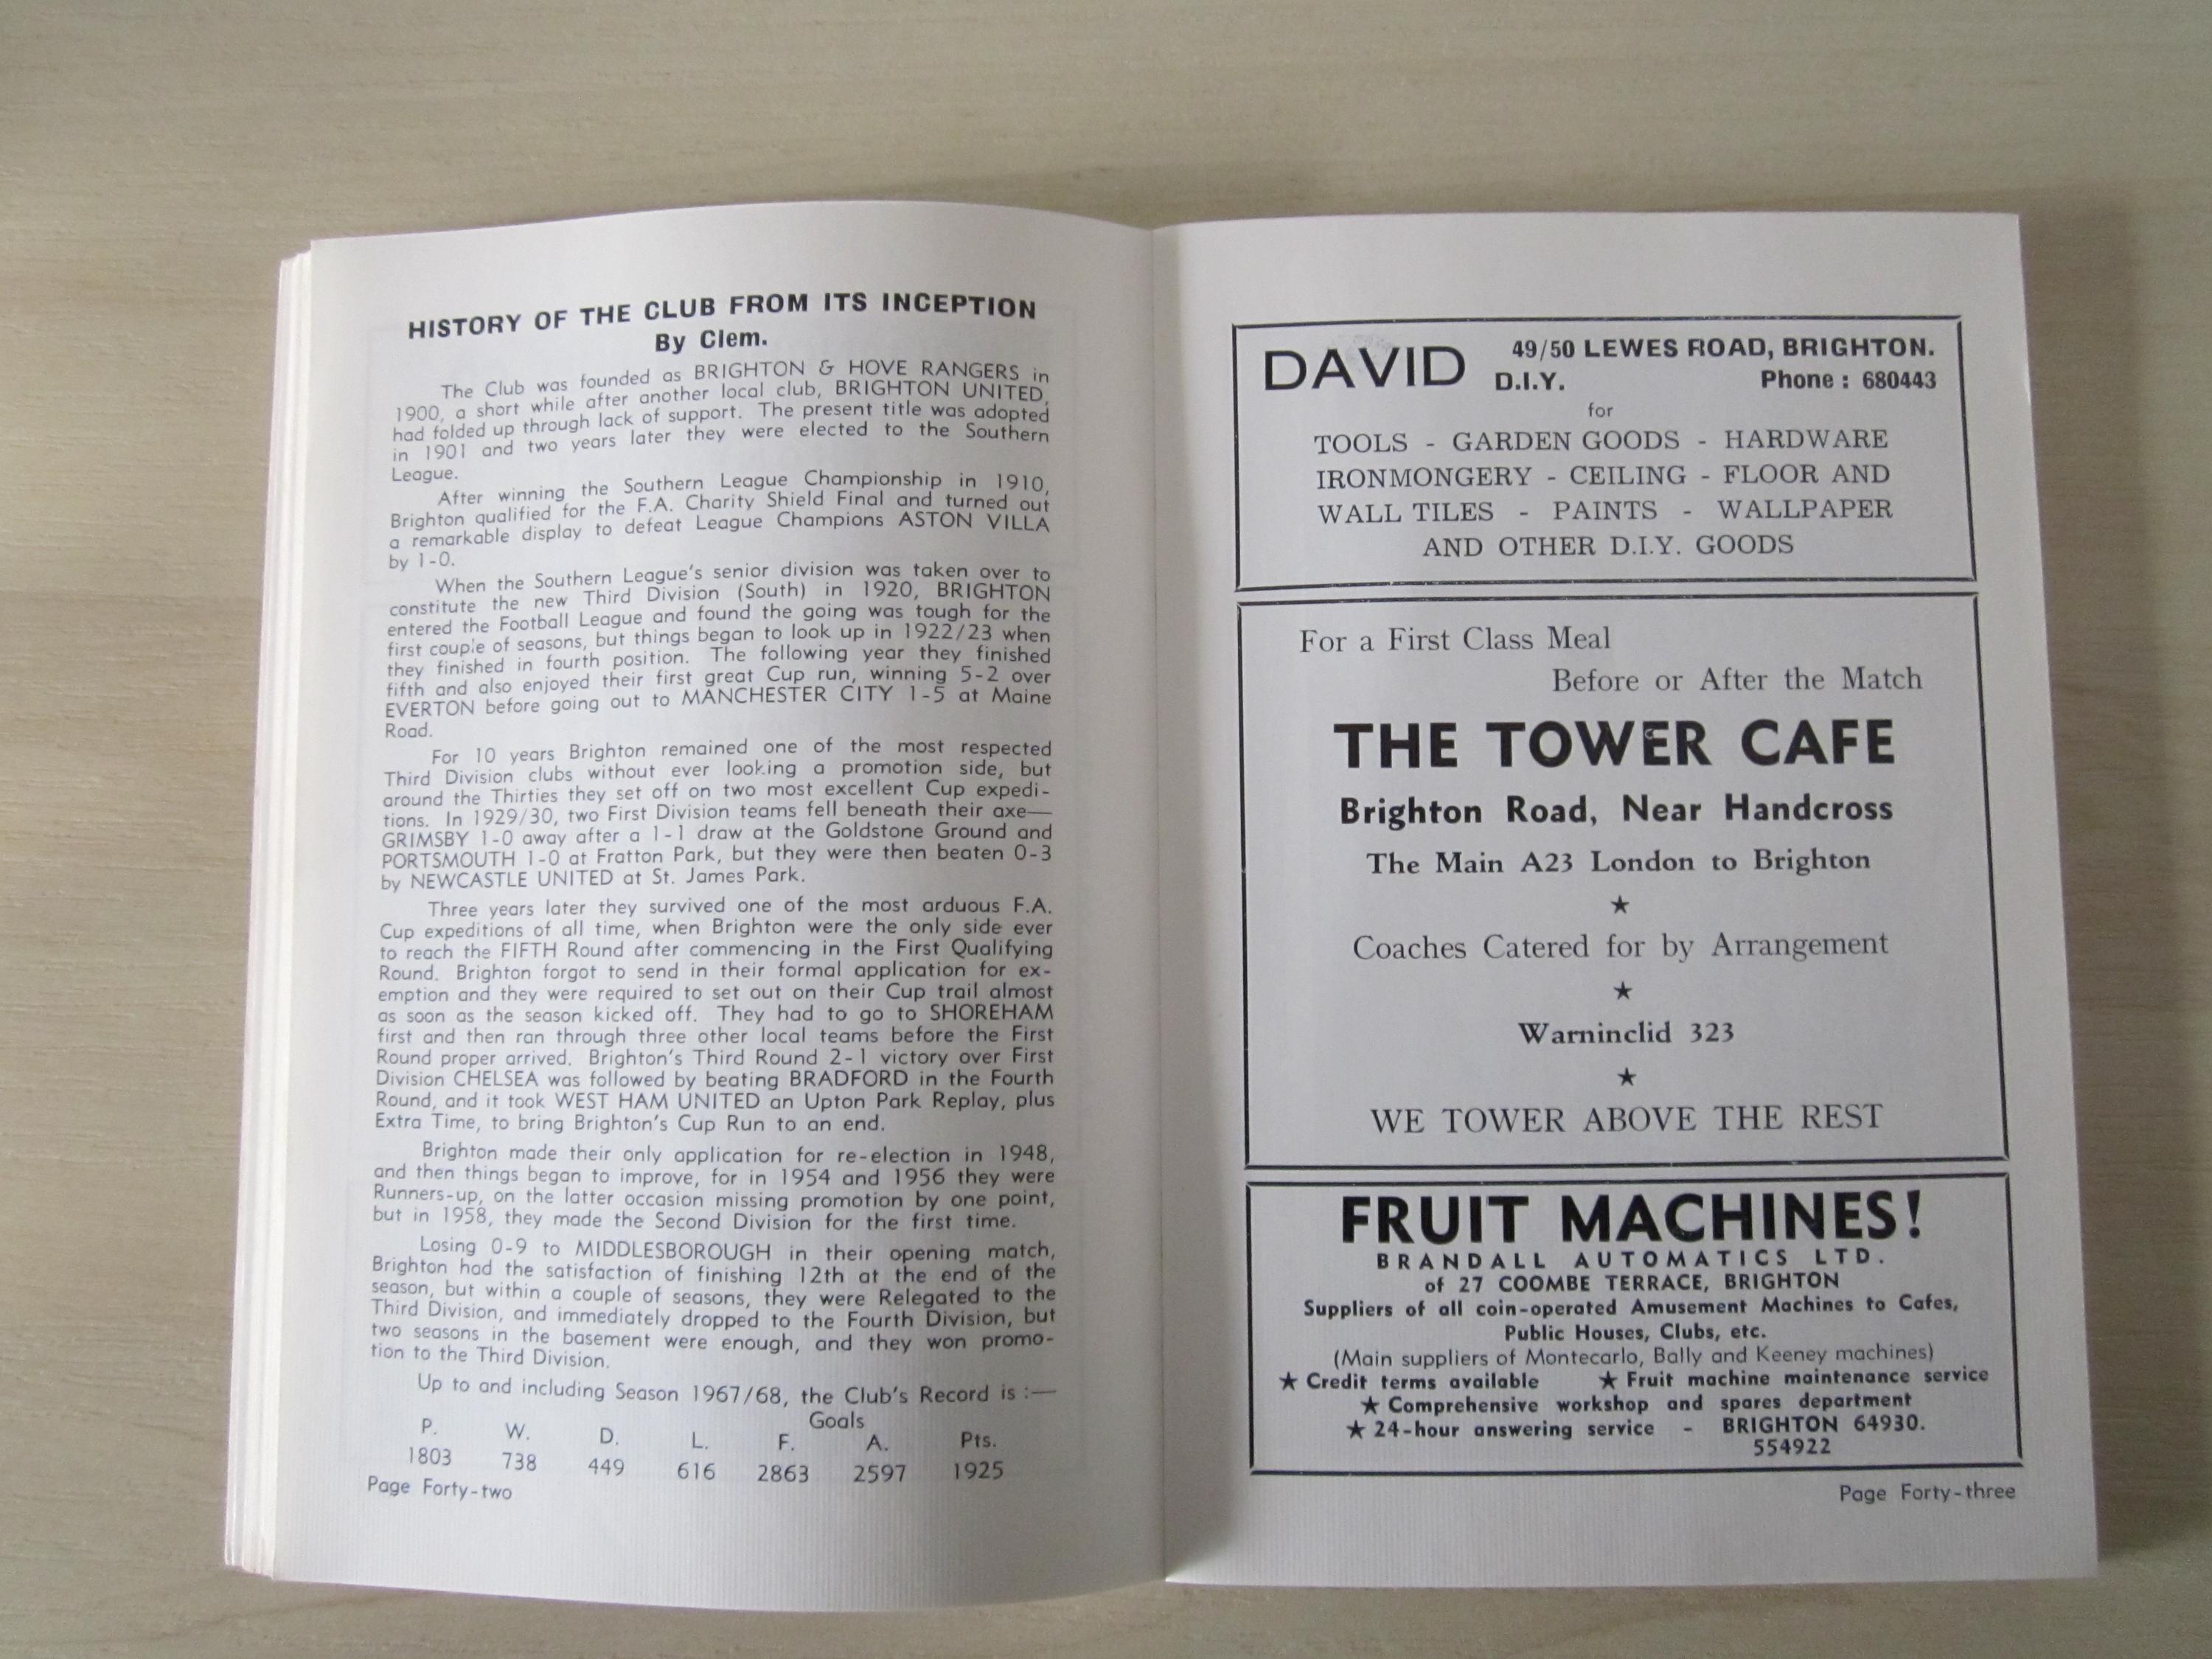 HISTORY OF THE CLUB FROM ITS INCEPTION
By Clem.
The Club was founded as BRIGHTON & HOVE RANGERS in
1900, a short while after another local club, BRIGHTON UNITED,
had folded up through lack of support. The present title was adopted
in 1901 and two years later they were elected to the Southern
League.
After winning the Southern League Championship in 1910,
Brighton qualified for the F.A. Charity Shield Final and turned out
a remarkable display to defeat League Champions ASTON VILLA
by 1-0.
When the Southern League's senior division was taken over to
constitute the new Third Division (South) in 1920, BRIGHTON
entered the Football League and found the going was tough for the
first couple of seasons, but things began to look up in 1922/23 when
they finished in fourth position. The following year they finished
fifth and also enjoyed their first great Cup run, winning 5-2 over
EVERTON before going out to MANCHESTER CITY 1-5 at Maine
Road.
For 10 years Brighton remained one of the most respected
Third Division clubs without ever looking a promotion side, but
around the Thirties they set off on two most excellent Cup expedi-
tions. In 1929/30, two First Division teams fell beneath their axe—
GRIMSBY 1-0 away after a 1-1 draw at the Goldstone Ground and
PORTSMOUTH 1-0 at Fratton Park, but they were then beaten 0-3
by NEWCASTLE UNITED at St. James Park.
Three years later they survived one of the most arduous F.A.
Cup expeditions of all time, when Brighton were the only side ever
to reach the FIFTH Round after commencing in the First Qualifying
Round. Brighton forgot to send in their formal application for ex-
emption and they were required to set out on their Cup trail almost
as soon as the season kicked off. They had to go to SHOREHAM
first and then ran through three other local teams before the First
Round proper arrived. Brighton's Third Round 2-1 victory over First
Division CHELSEA was followed by beating BRADFORD in the Fourth
Round, and it took WEST HAM UNITED an Upton Park Replay, plus
Extra Time, to bring Brighton's Cup Run to an end.
Brighton made their only application for re-election in 1948,
and then things began to improve, for in 1954 and 1956 they were
Runners-up, on the latter occasion missing promotion by one point,
but in 1958, they made the Second Division for the first time.
Losing 0-9 to MIDDLESBOROUGH in their opening match,
Brighton had the satisfaction of finishing 12th at the end of the
season, but within a couple of seasons, they were Relegated to the
Third Division, and immediately dropped to the Fourth Division, but
two seasons in the basement were enough, and they won promo-
tion to the Third Division.
Up to and including Season 1967/68, the Club's Record is :—
Goals
P. W. D. L. F. A. Pts.
1803 738 449 616 2863 2597 1925
Page Forty-two
DAVID 49/50 LEWES ROAD, BRIGHTON.
D.I.Y. Phone : 680443
for
TOOLS - GARDEN GOODS - HARDWARE
IRONMONGERY - CEILING - FLOOR AND
WALL TILES - PAINTS - WALLPAPER
AND OTHER D.I.Y. GOODS
For a First Class Meal
Before or After the Match
THE TOWER CAFE
Brighton Road, Near Handcross
The Main A23 London to Brighton
★
Coaches Catered for by Arrangement
★
Warninclid 323
★
WE TOWER ABOVE THE REST
FRUIT MACHINES!
BRANDALL AUTOMATICS LTD.
of 27 COOMBE TERRACE, BRIGHTON
Suppliers of all coin-operated Amusement Machines to Cafes,
Public Houses, Clubs, etc.
(Main suppliers of Montecarlo, Bally and Keeney machines)
★ Credit terms available ★ Fruit machine maintenance service
★ Comprehensive workshop and spares department
★ 24-hour answering service - BRIGHTON 64930.
554922
Page Forty-three